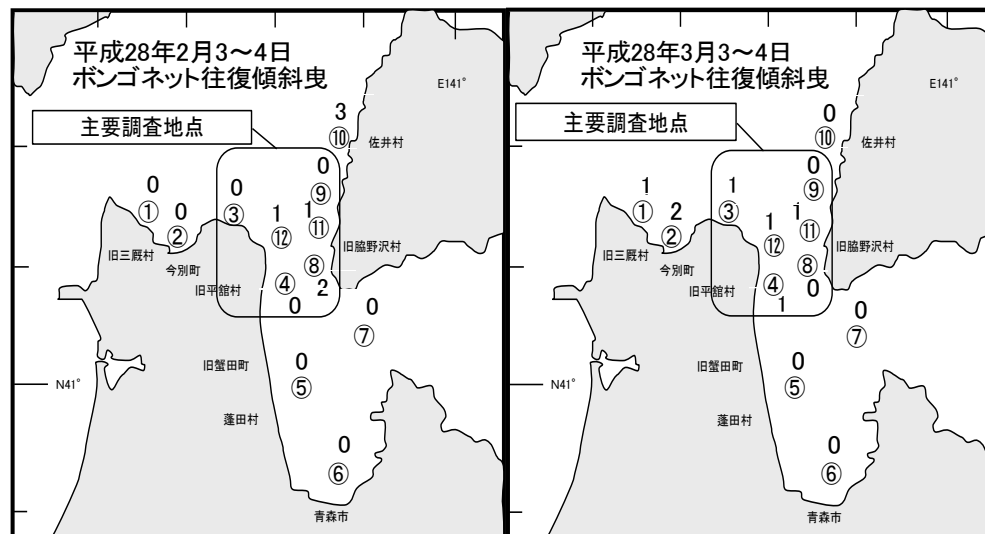 平成28年2月3～4日
ボンゴネット往復傾斜曳
E141°
主要調査地点
3
⑩
佐井村
0
⑨
0
①
0
②
0
③
1
⑫
1
⑪
旧三厩村
今別町
旧脇野沢村
⑧
2
旧平舘村
④
0
0
⑦
旧蟹田町
0
⑤
N41°
蓬田村
0
⑥
青森市
平成28年3月3～4日
ボンゴネット往復傾斜曳
E141°
主要調査地点
0
⑩
佐井村
0
⑨
1
①
2
②
1
③
1
⑫
1
⑪
旧三厩村
今別町
旧脇野沢村
⑧
0
旧平舘村
④
1
0
⑦
旧蟹田町
0
⑤
N41°
蓬田村
0
⑥
青森市